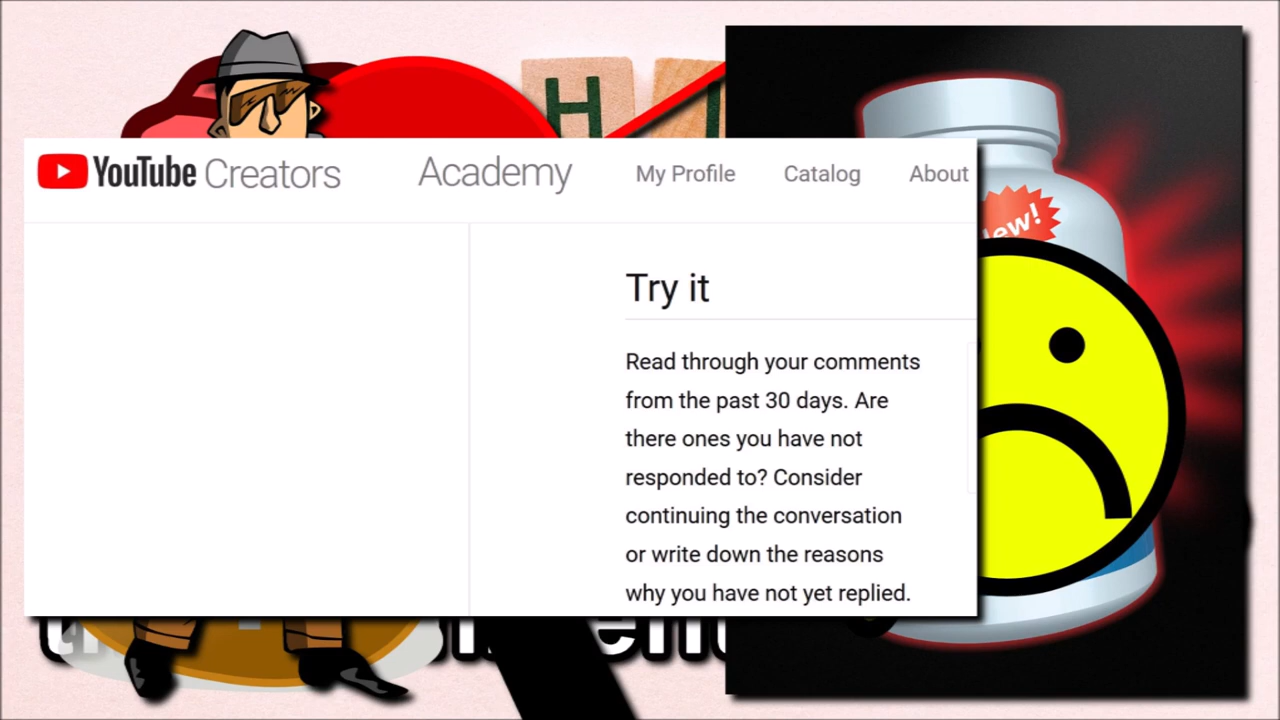 H
YouTube Creators Academy My Profile Catalog About
Try it
Read through your comments
from the past 30 days. Are
there ones you have not
responded to? Consider
continuing the conversation
or write down the reasons
why you have not yet replied.